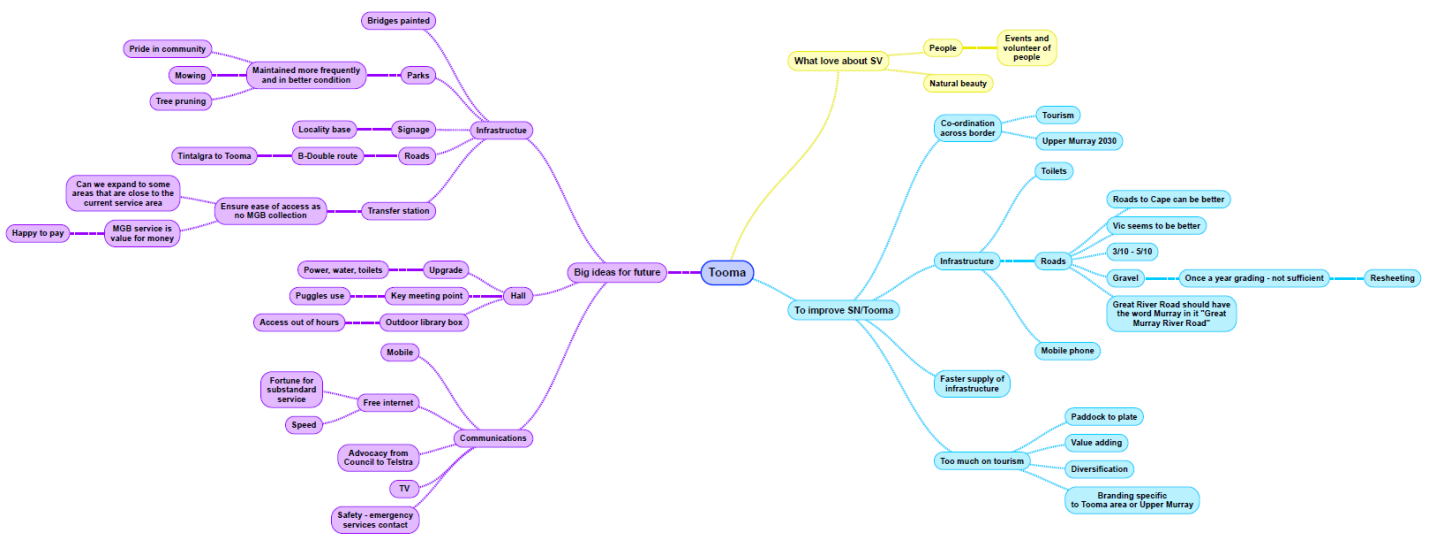 Tooma
What love about SV
People
Events and
volunteer of
people
Natural beauty
To improve SN/Tooma
Co-ordination
across border
Tourism
Upper Murray 2030
Infrastructure
Toilets
Roads
Roads to Cape can be better
Vic seems to be better
3/10 - 5/10
Gravel
Once a year grading - not sufficient
Resheeting
Great River Road should have
the word Murray in it "Great
Murray River Road"
Mobile phone
Faster supply of
infrastructure
Too much on tourism
Paddock to plate
Value adding
Diversification
Branding specific
to Tooma area or Upper Murray
Big ideas for future
Infrastructue
Bridges painted
Parks
Maintained more frequently
and in better condition
Pride in community
Mowing
Tree pruning
Signage
Locality base
Roads
B-Double route
Tintalgra to Tooma
Transfer station
Ensure ease of access as
no MGB collection
Can we expand to some
areas that are close to the
current service area
MGB service is
value for money
Happy to pay
Hall
Upgrade
Power, water, toilets
Key meeting point
Puggles use
Outdoor library box
Access out of hours
Communications
Mobile
Free internet
Fortune for
substandard
service
Speed
Advocacy from
Council to Telstra
TV
Safety - emergency
services contact